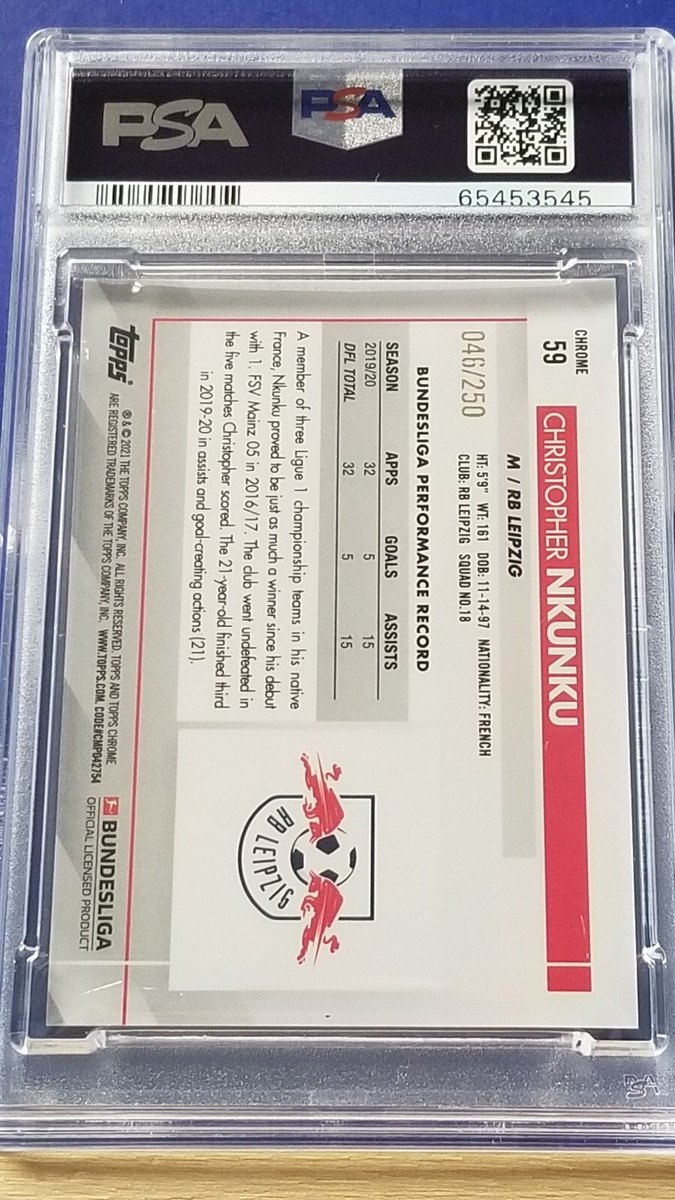 PSA
PSA
65453545
CHROME
59
CHRISTOPHER NKUNKU
M / RB LEIPZIG
HT: 5'9" WT: 161 DOB: 11-14-97 NATIONALITY: FRENCH
CLUB: RB LEIPZIG SQUAD NO.18
046/250
BUNDESLIGA PERFORMANCE RECORD
SEASON APPS GOALS ASSISTS
2019/20 32 5 15
DFL TOTAL 32 5 15
A member of three Ligue 1 championship teams in his native
France, Nkunku proved to be just as much a winner since his debut
with 1. FSV Mainz 05 in 2016/17. The club went undefeated in
the five matches Christopher scored. The 21-year-old finished third
in 2019-20 in assists and goal-creating actions (21).
RB LEIPZIG
topps
® & © 2021 THE TOPPS COMPANY, INC. ALL RIGHTS RESERVED. TOPPS AND TOPPS CHROME
ARE REGISTERED TRADEMARKS OF THE TOPPS COMPANY, INC. WWW.TOPPS.COM. CODE#CMP042754
BUNDESLIGA
OFFICIAL LICENSED PRODUCT
PSA